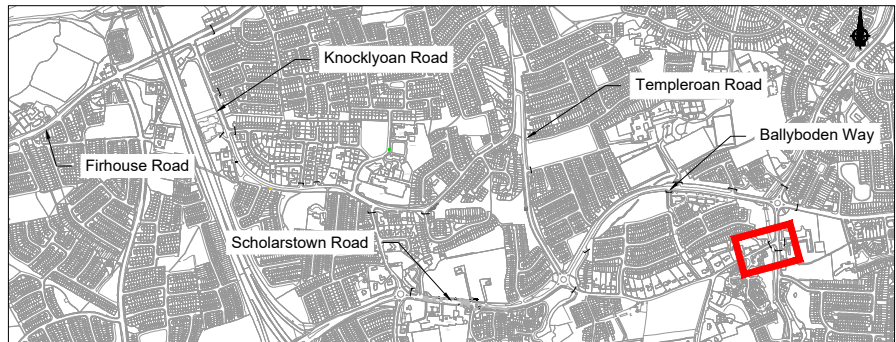 Knocklyoan Road
Templeroan Road
Ballyboden Way
Firhouse Road
Scholarstown Road